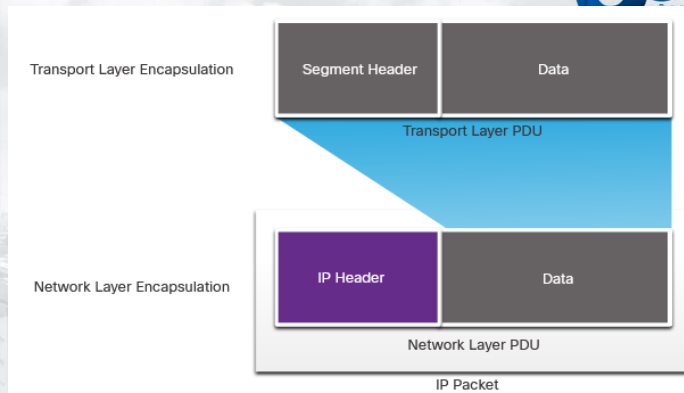 Transport Layer Encapsulation
Segment Header
Data
Transport Layer PDU
Network Layer Encapsulation
IP Header
Data
Network Layer PDU
IP Packet